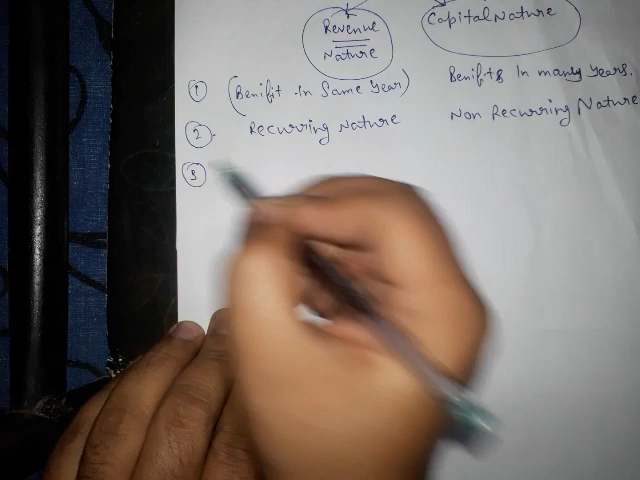 Revenue
Nature
Capital Nature
① (Benifit In Same Year)
Benifits In many Years.
②. Recurring Nature
Non Recurring Nature
③